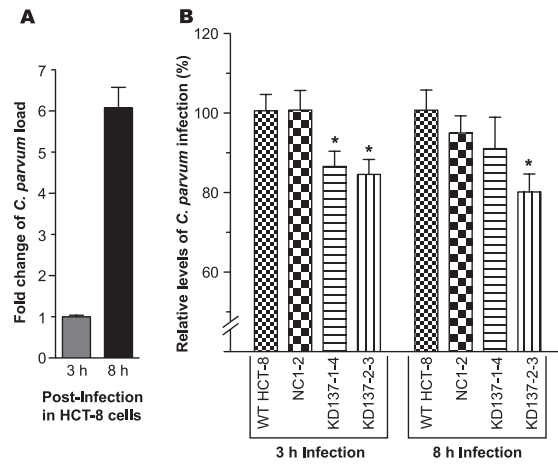 A
Fold change of C. parvum load
7
6
5
4
3
2
1
0
3 h 8 h
Post-Infection
in HCT-8 cells
B
Relative levels of C. parvum infection (%)
120
100
80
60
* * *
WT HCT-8
NC1-2
KD137-1-4
KD137-2-3
WT HCT-8
NC1-2
KD137-1-4
KD137-2-3
3 h Infection 8 h Infection